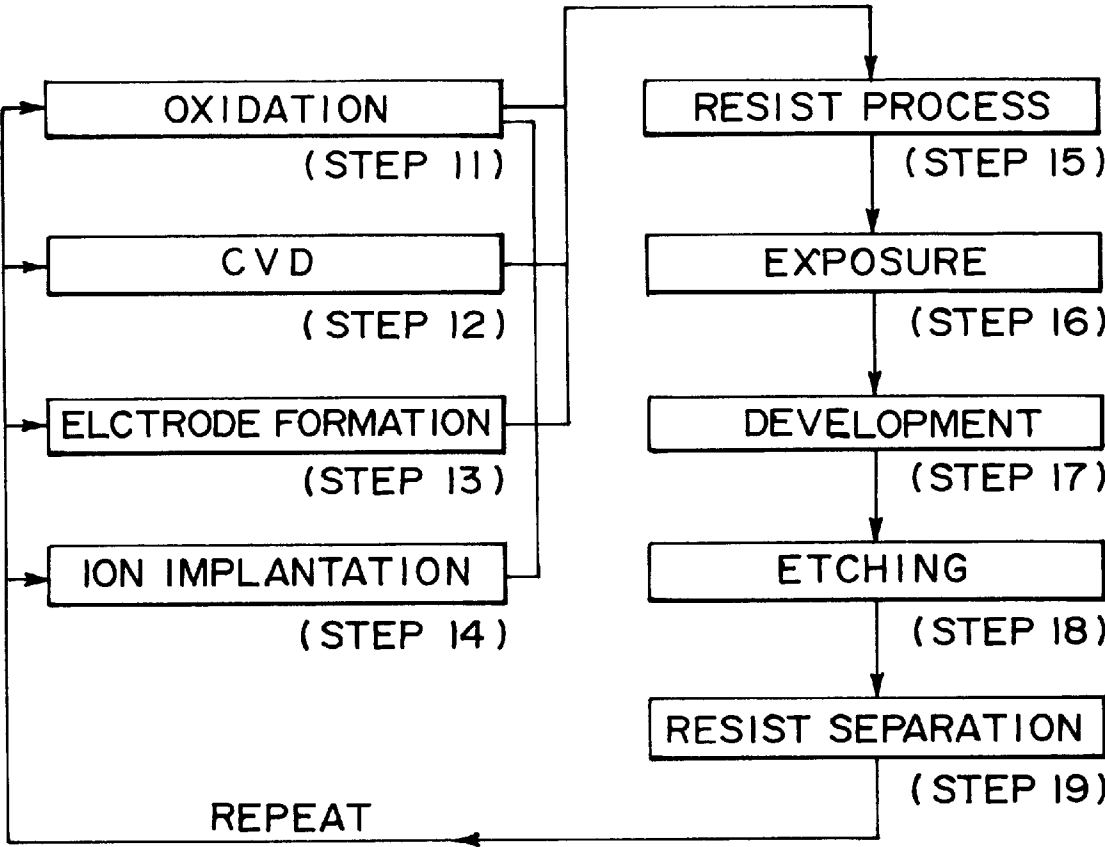 OXIDATION
(STEP 11)
CVD
(STEP 12)
ELCTRODE FORMATION
(STEP 13)
ION IMPLANTATION
(STEP 14)
RESIST PROCESS
(STEP 15)
EXPOSURE
(STEP 16)
DEVELOPMENT
(STEP 17)
ETCHING
(STEP 18)
RESIST SEPARATION
(STEP 19)
REPEAT